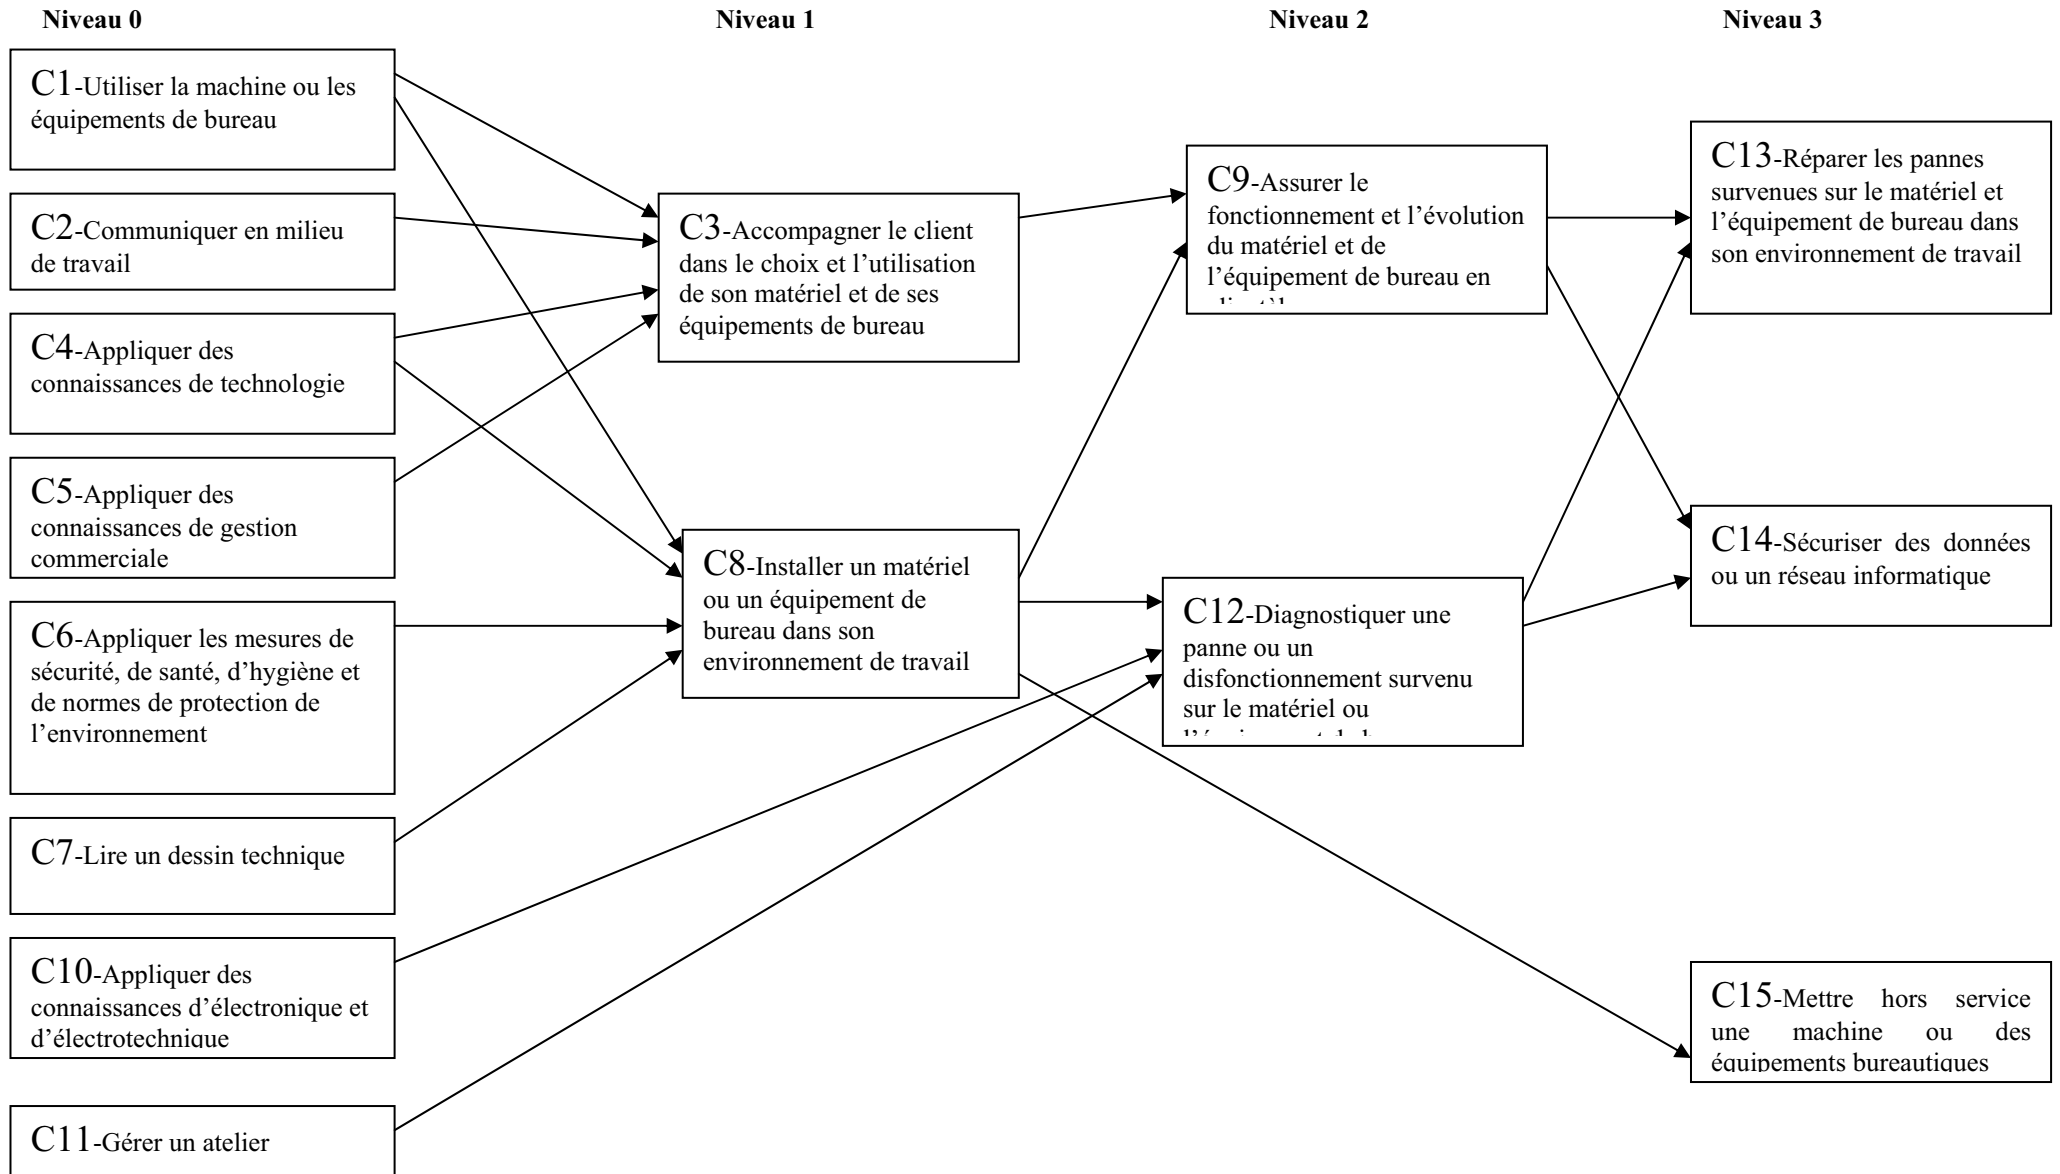 Niveau 0
Niveau 1
Niveau 2
Niveau 3
C1-Utiliser la machine ou les
équipements de bureau
C2-Communiquer en milieu
de travail
C4-Appliquer des
connaissances de technologie
C5-Appliquer des
connaissances de gestion
commerciale
C6-Appliquer les mesures de
sécurité, de santé, d’hygiène et
de normes de protection de
l’environnement
C7-Lire un dessin technique
C10-Appliquer des
connaissances d’électronique et
d’électrotechnique
C11-Gérer un atelier
C3-Accompagner le client
dans le choix et l’utilisation
de son matériel et de ses
équipements de bureau
C8-Installer un matériel
ou un équipement de
bureau dans son
environnement de travail
C9-Assurer le
fonctionnement et l’évolution
du matériel et de
l’équipement de bureau en
C12-Diagnostiquer une
panne ou un
disfonctionnement survenu
sur le matériel ou
C13-Réparer les pannes
survenues sur le matériel et
l’équipement de bureau dans
son environnement de travail
C14-Sécuriser des données
ou un réseau informatique
C15-Mettre hors service
une machine ou des
équipements bureautiques